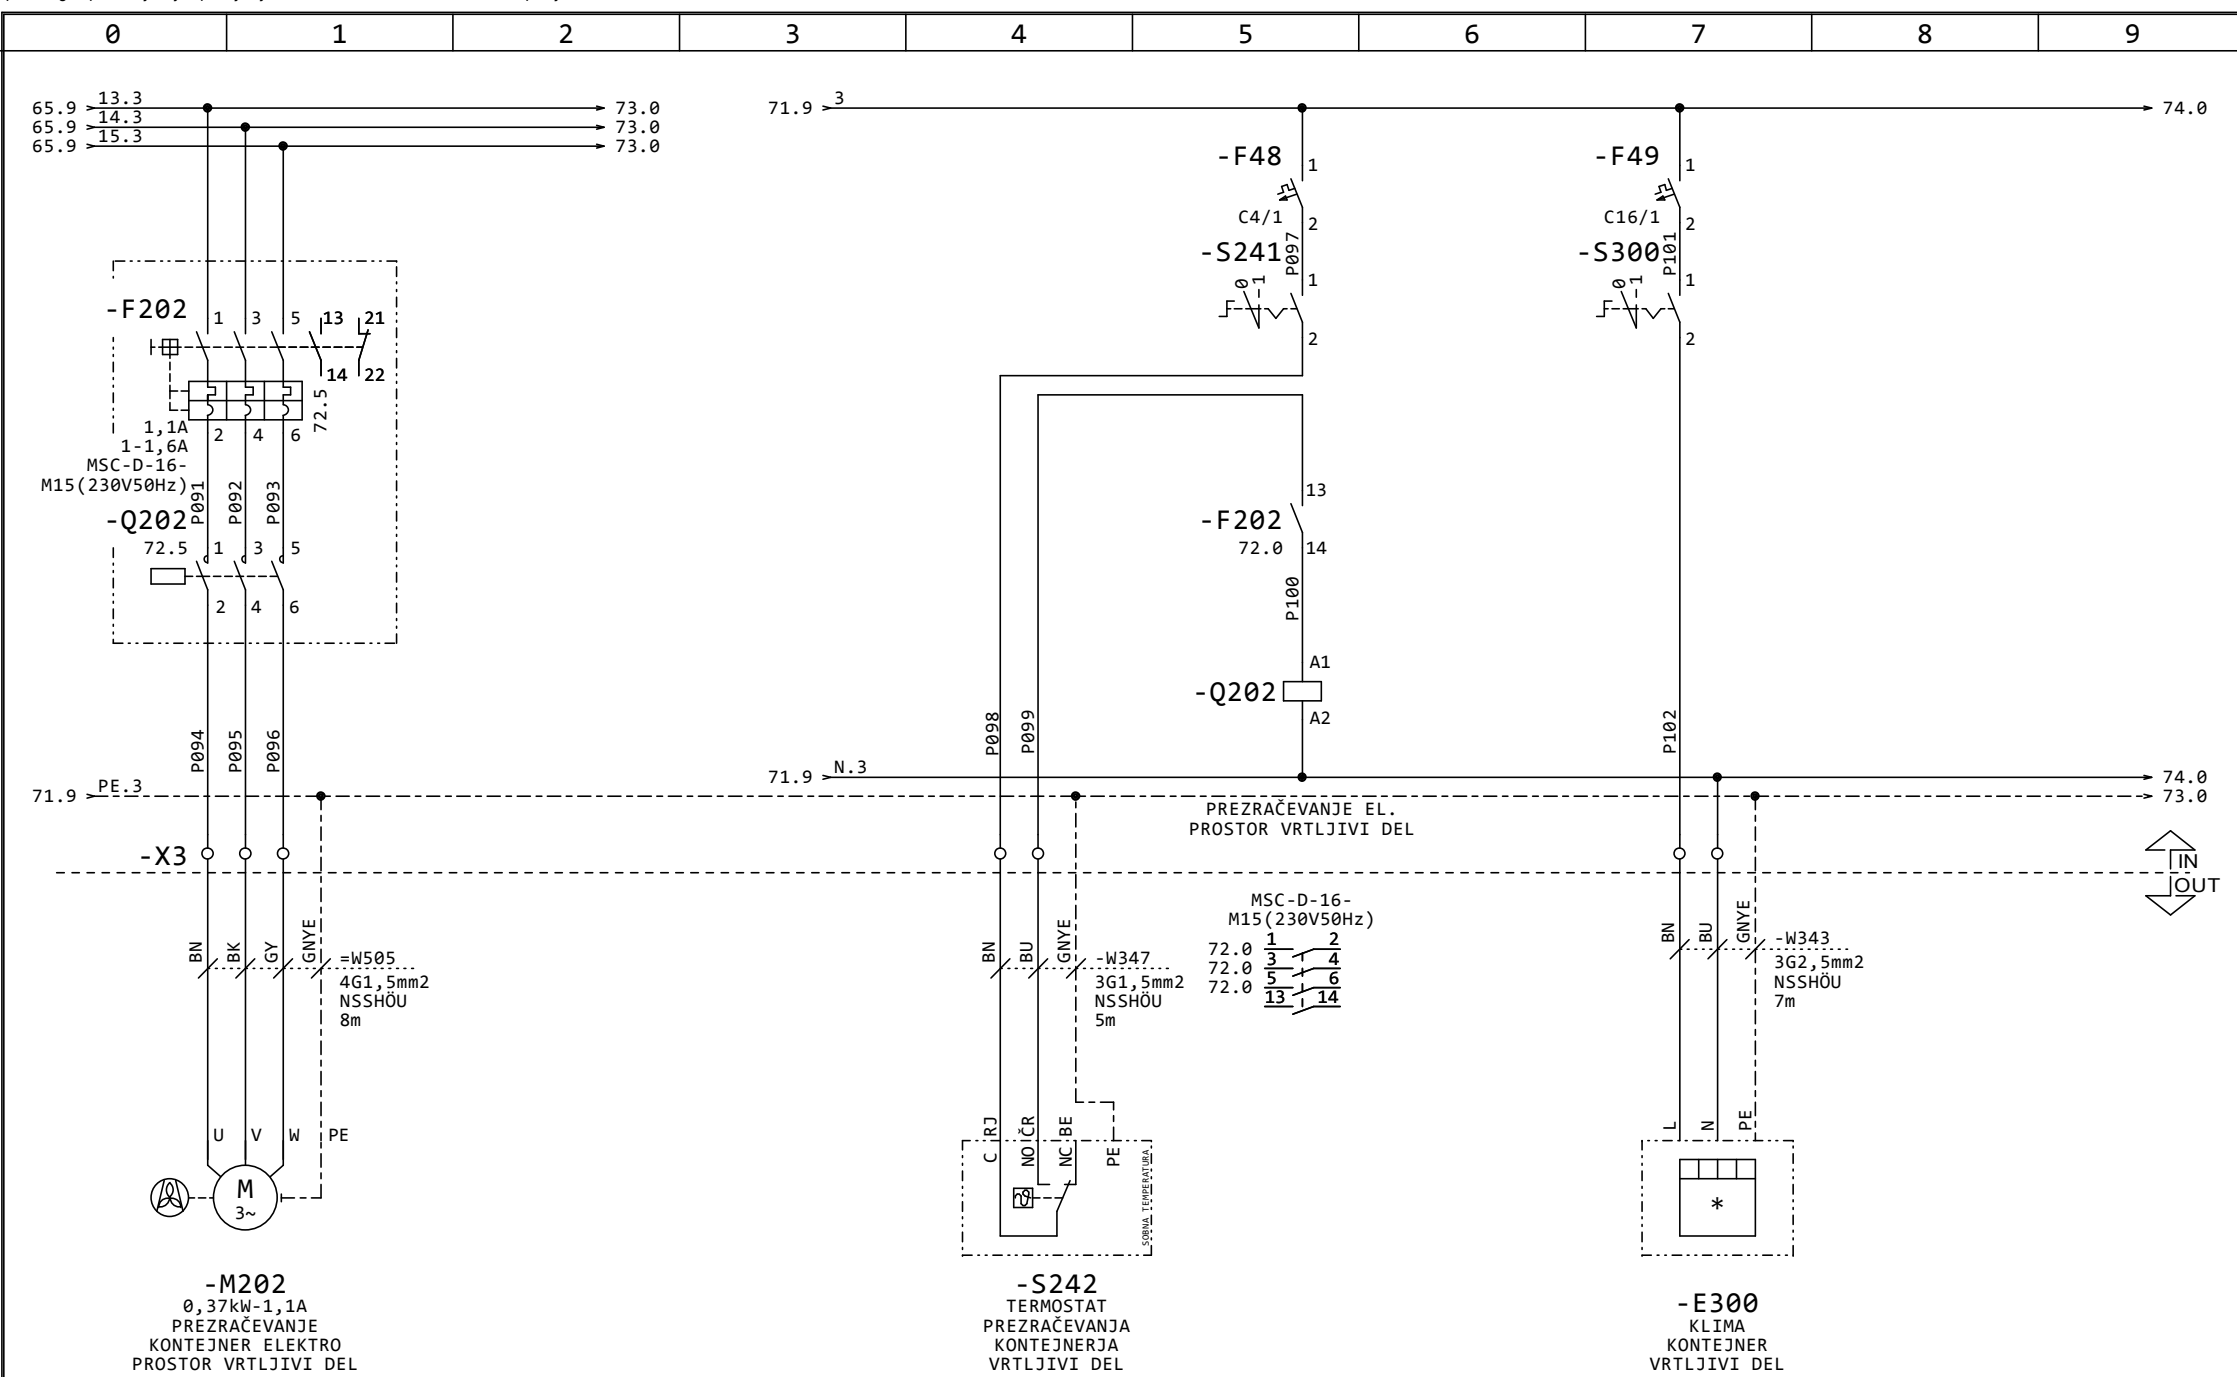 0 1 2 3 4 5 6 7 8 9
65.9 13.3 73.0
65.9 14.3 73.0
65.9 15.3 73.0
71.9 3 74.0
-F48
1
C4/1
2
P097
-S241
0 1
1
2
-F49
1
C16/1
2
P101
-S300
0 1
1
2
-F202
1 3 5 13 21
14 22
72.5
2 4 6
1,1A
1-1,6A
MSC-D-16-
M15(230V50Hz)
P091 P092 P093
-Q202
72.5 1 3 5
2 4 6
13
-F202
72.0 14
P100
A1
-Q202
A2
P094 P095 P096
P098 P099
P102
71.9 N.3 74.0
71.9 PE.3 73.0
PREZRAČEVANJE EL.
PROSTOR VRTLJIVI DEL
-X3
IN
OUT
BN BK GY GNYE
=W505
4G1,5mm2
NSSHÖU
8m
BN BU GNYE
-W347
3G1,5mm2
NSSHÖU
5m
MSC-D-16-
M15(230V50Hz)
72.0 1 2
72.0 3 4
72.0 5 6
13 14
BN BU GNYE
-W343
3G2,5mm2
NSSHÖU
7m
U V W PE
M
3~
C RJ
NO ČR
NC BE
PE
SOBNA TEMPERATURA
L N PE
*
-M202
0,37kW-1,1A
PREZRAČEVANJE
KONTEJNER ELEKTRO
PROSTOR VRTLJIVI DEL
-S242
TERMOSTAT
PREZRAČEVANJA
KONTEJNERJA
VRTLJIVI DEL
-E300
KLIMA
KONTEJNER
VRTLJIVI DEL